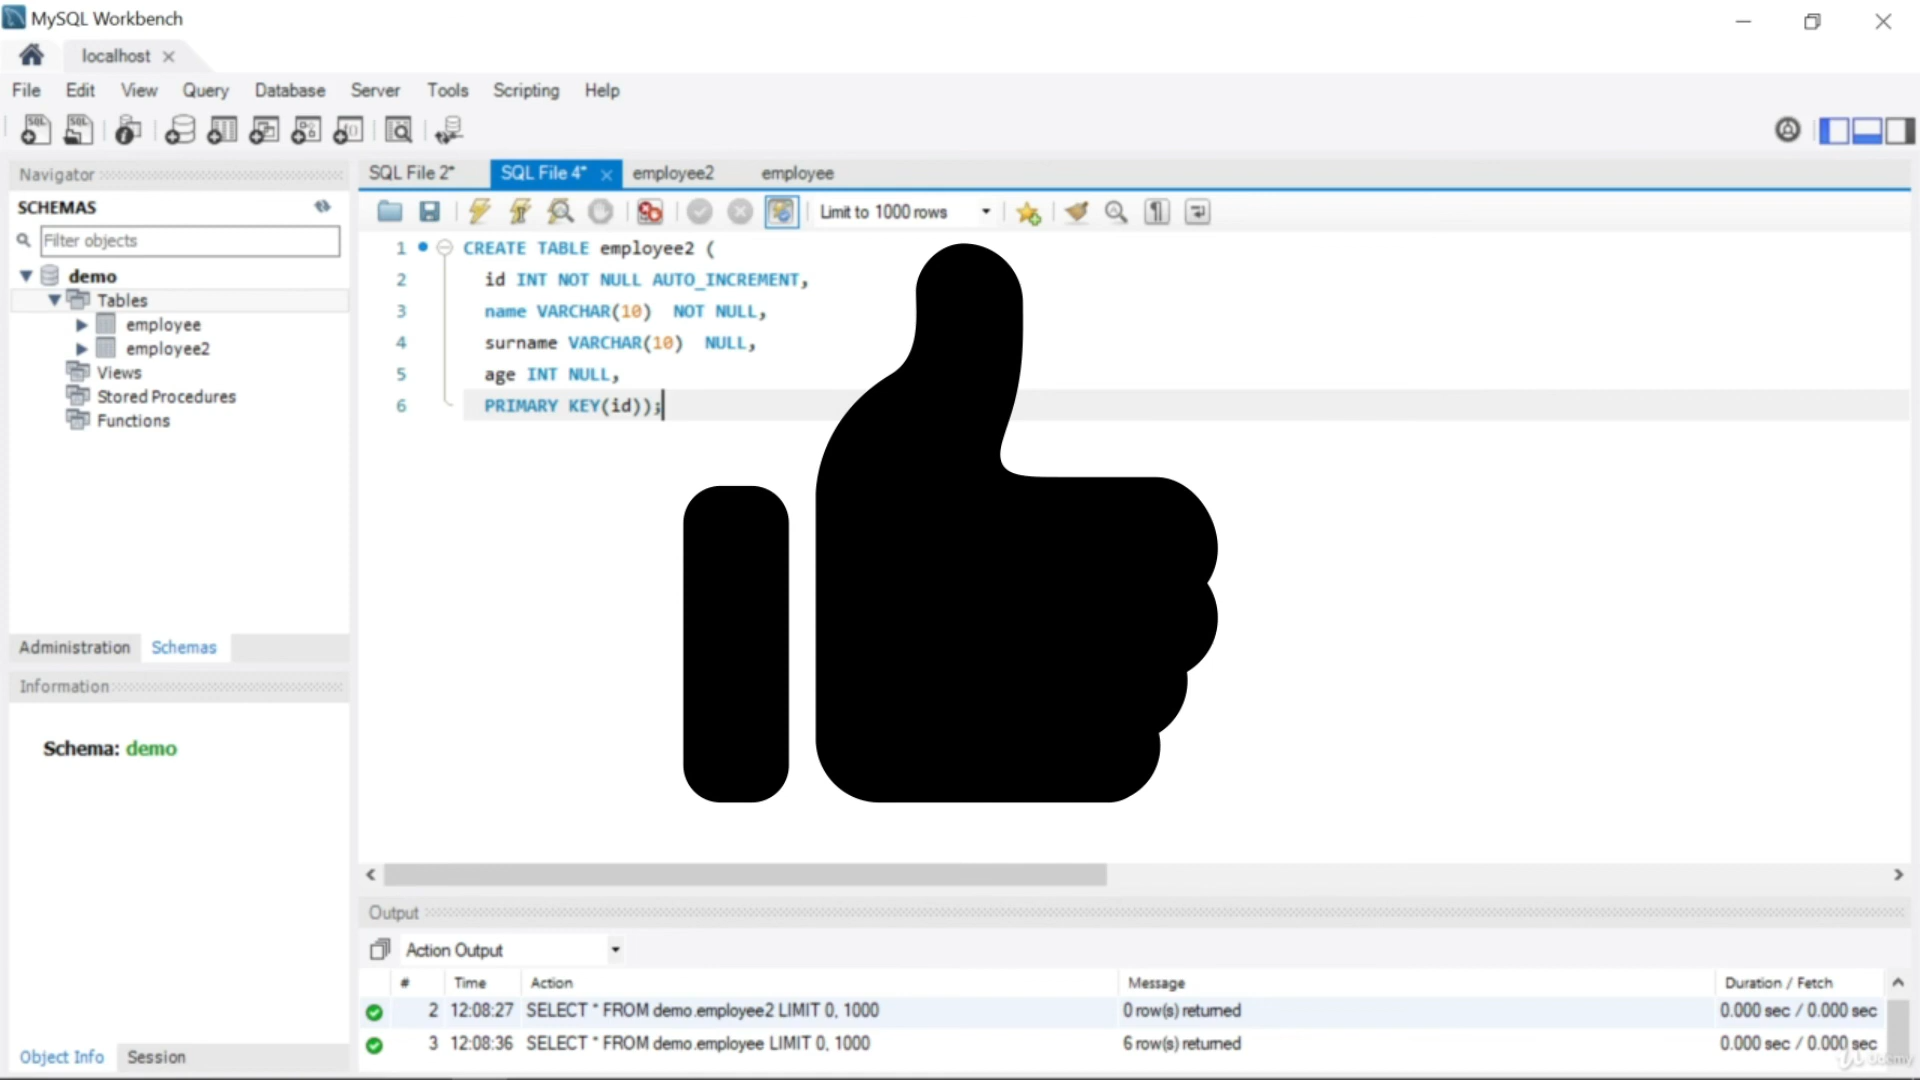 MySQL Workbench
localhost
File Edit View Query Database Server Tools Scripting Help
Navigator
SCHEMAS
Filter objects
demo
Tables
employee
employee2
Views
Stored Procedures
Functions
Administration Schemas
Information
Schema: demo
Object Info Session
SQL File 2* SQL File 4* employee2 employee
Limit to 1000 rows
1 CREATE TABLE employee2 (
2 id INT NOT NULL AUTO_INCREMENT,
3 name VARCHAR(10) NOT NULL,
4 surname VARCHAR(10) NULL,
5 age INT NULL,
6 PRIMARY KEY(id));
Output
Action Output
# Time Action Message Duration / Fetch
2 12:08:27 SELECT * FROM demo.employee2 LIMIT 0, 1000 0 row(s) returned 0.000 sec / 0.000 sec
3 12:08:36 SELECT * FROM demo.employee LIMIT 0, 1000 6 row(s) returned 0.000 sec / 0.000 sec
Udemy